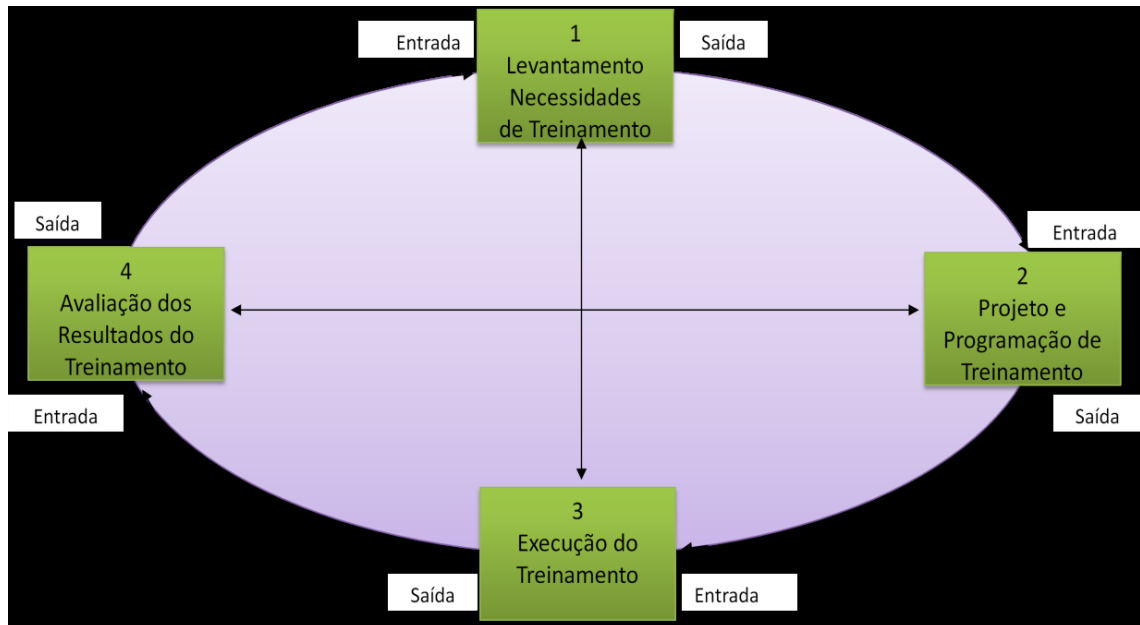 Entrada
1
Levantamento
Necessidades
de Treinamento
Saída
Entrada
2
Projeto e
Programação de
Treinamento
Saída
Entrada
3
Execução do
Treinamento
Saída
Entrada
4
Avaliação dos
Resultados do
Treinamento
Saída